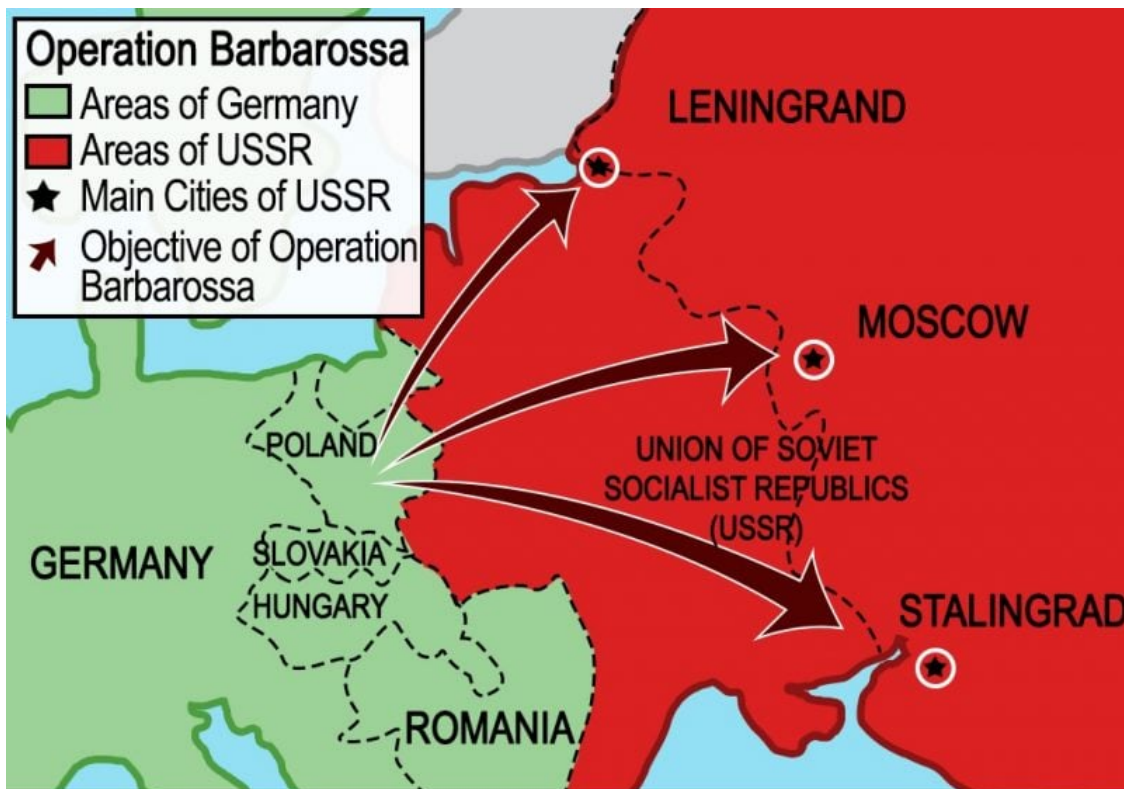 Operation Barbarossa
Areas of Germany
Areas of USSR
Main Cities of USSR
Objective of Operation
Barbarossa
LENINGRAND
MOSCOW
POLAND
UNION OF SOVIET
SOCIALIST REPUBLICS
(USSR)
GERMANY
SLOVAKIA
HUNGARY
STALINGRAD
ROMANIA